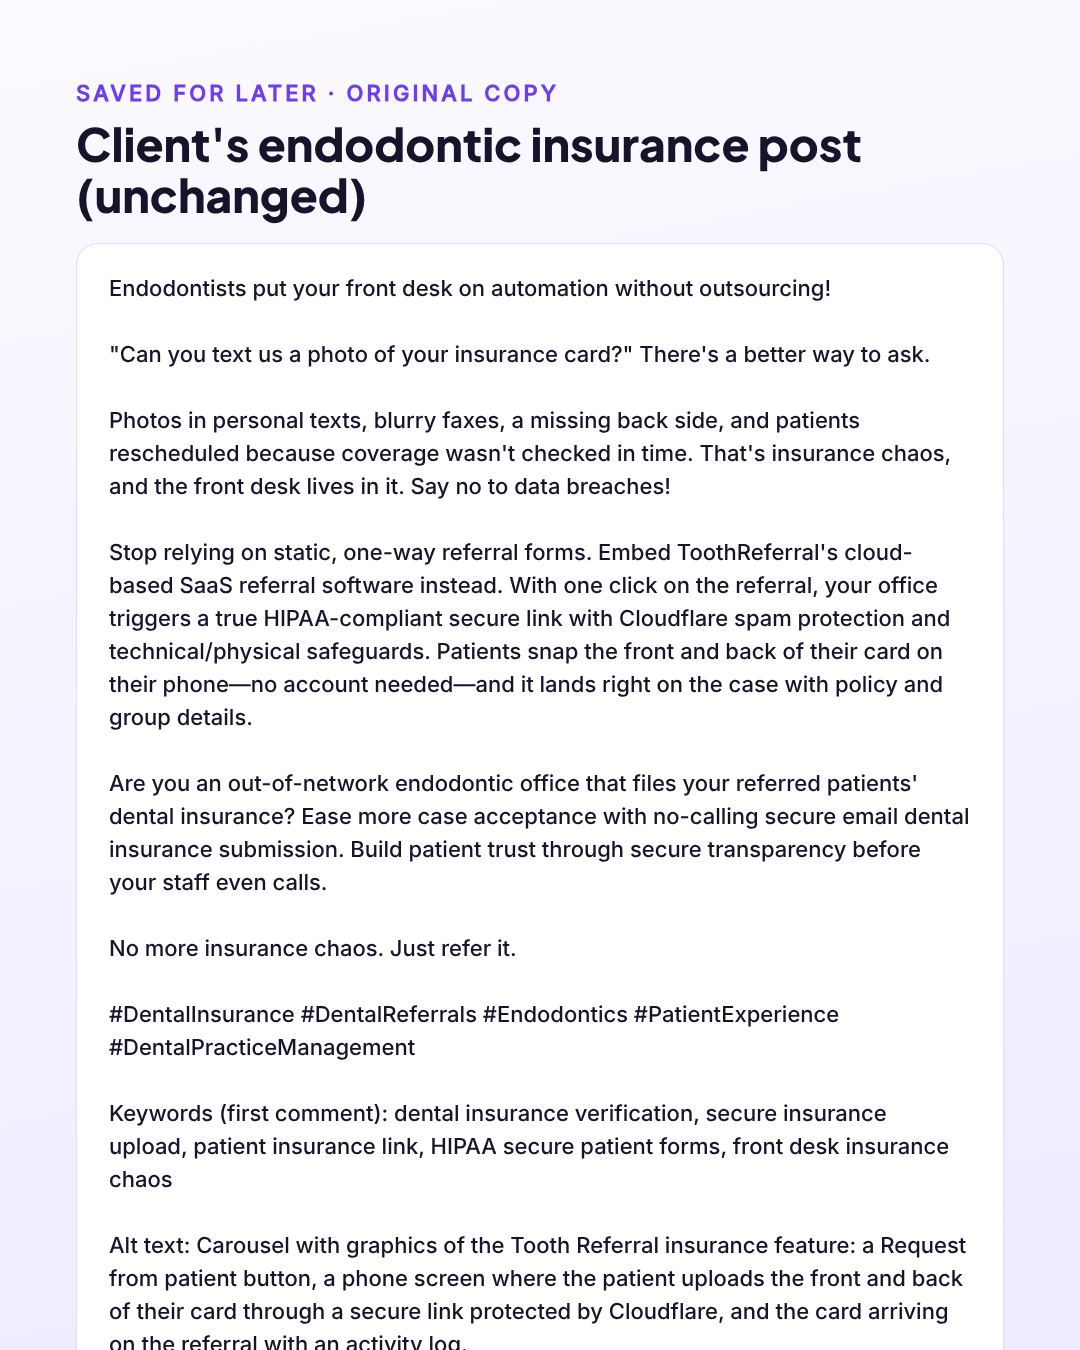 SAVED FOR LATER · ORIGINAL COPY
Client's endodontic insurance post
(unchanged)
Endodontists put your front desk on automation without outsourcing!
"Can you text us a photo of your insurance card?" There's a better way to ask.
Photos in personal texts, blurry faxes, a missing back side, and patients
rescheduled because coverage wasn't checked in time. That's insurance chaos,
and the front desk lives in it. Say no to data breaches!
Stop relying on static, one-way referral forms. Embed ToothReferral's cloud-
based SaaS referral software instead. With one click on the referral, your office
triggers a true HIPAA-compliant secure link with Cloudflare spam protection and
technical/physical safeguards. Patients snap the front and back of their card on
their phone—no account needed—and it lands right on the case with policy and
group details.
Are you an out-of-network endodontic office that files your referred patients'
dental insurance? Ease more case acceptance with no-calling secure email dental
insurance submission. Build patient trust through secure transparency before
your staff even calls.
No more insurance chaos. Just refer it.
#DentalInsurance #DentalReferrals #Endodontics #PatientExperience
#DentalPracticeManagement
Keywords (first comment): dental insurance verification, secure insurance
upload, patient insurance link, HIPAA secure patient forms, front desk insurance
chaos
Alt text: Carousel with graphics of the Tooth Referral insurance feature: a Request
from patient button, a phone screen where the patient uploads the front and back
of their card through a secure link protected by Cloudflare, and the card arriving
on the referral with an activity log.